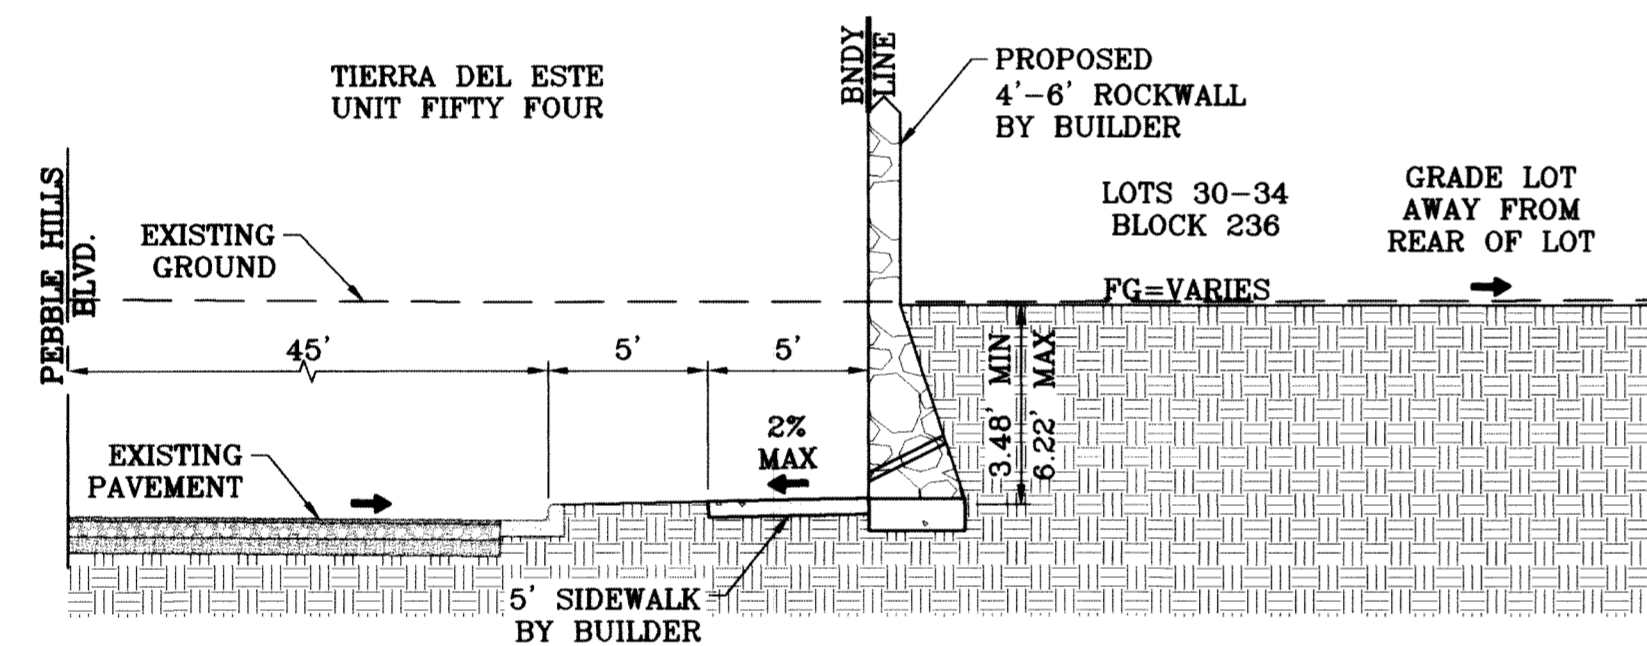 TIERRA DEL ESTE
UNIT FIFTY FOUR
BNDY
LINE
PROPOSED
4'-6' ROCKWALL
BY BUILDER
LOTS 30-34
BLOCK 236
GRADE LOT
AWAY FROM
REAR OF LOT
PEBBLE HILLS
BLVD.
EXISTING
GROUND
FG=VARIES
45'
5'
5'
3.48' MIN
6.22' MAX
2%
MAX
EXISTING
PAVEMENT
5' SIDEWALK
BY BUILDER